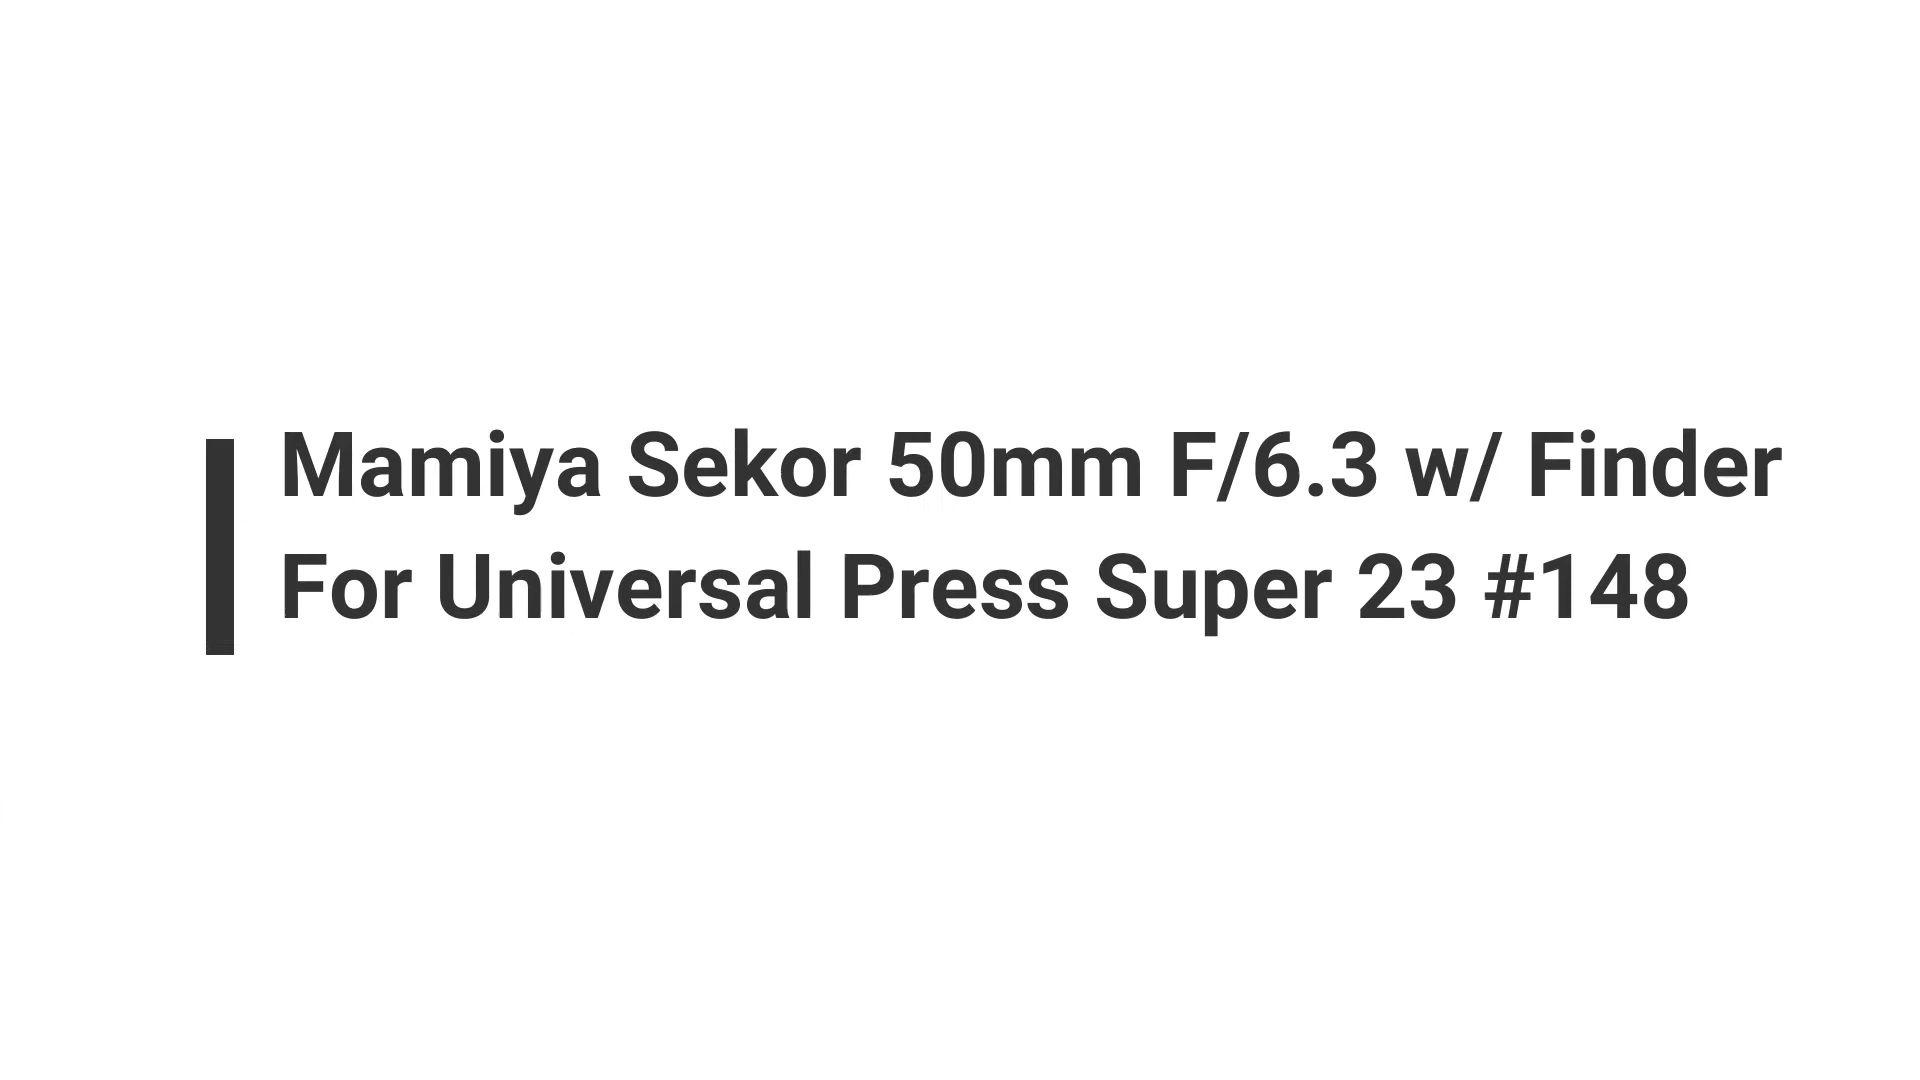 Mamiya Sekor 50mm F/6.3 w/ Finder
For Universal Press Super 23 #148